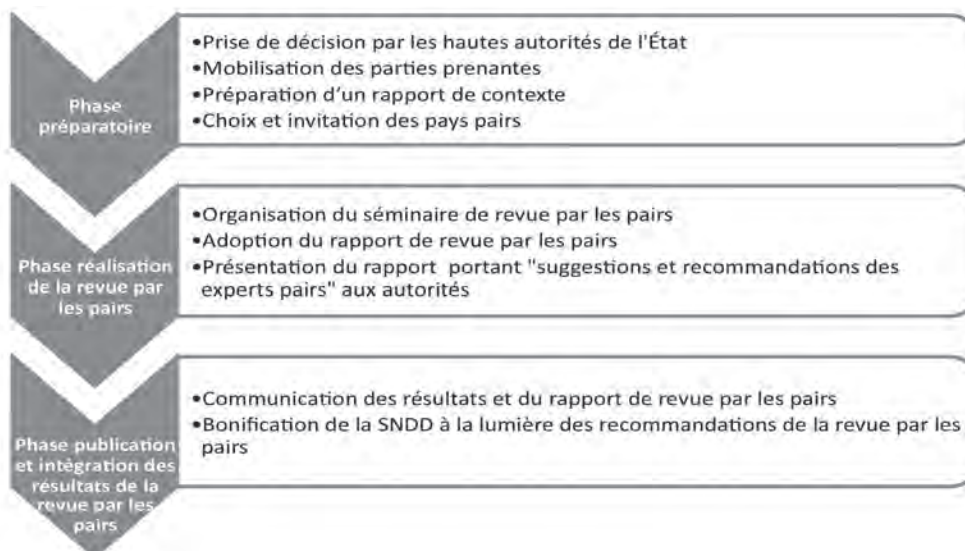 Phase
préparatoire
•Prise de décision par les hautes autorités de l'État
•Mobilisation des parties prenantes
•Préparation d’un rapport de contexte
•Choix et invitation des pays pairs
Phase réalisation
de la revue par
les pairs
•Organisation du séminaire de revue par les pairs
•Adoption du rapport de revue par les pairs
•Présentation du rapport portant "suggestions et recommandations des
experts pairs" aux autorités
Phase publication
et intégration des
résultats de la
revue par les
pairs
•Communication des résultats et du rapport de revue par les pairs
•Bonification de la SNDD à la lumière des recommandations de la revue par les
pairs